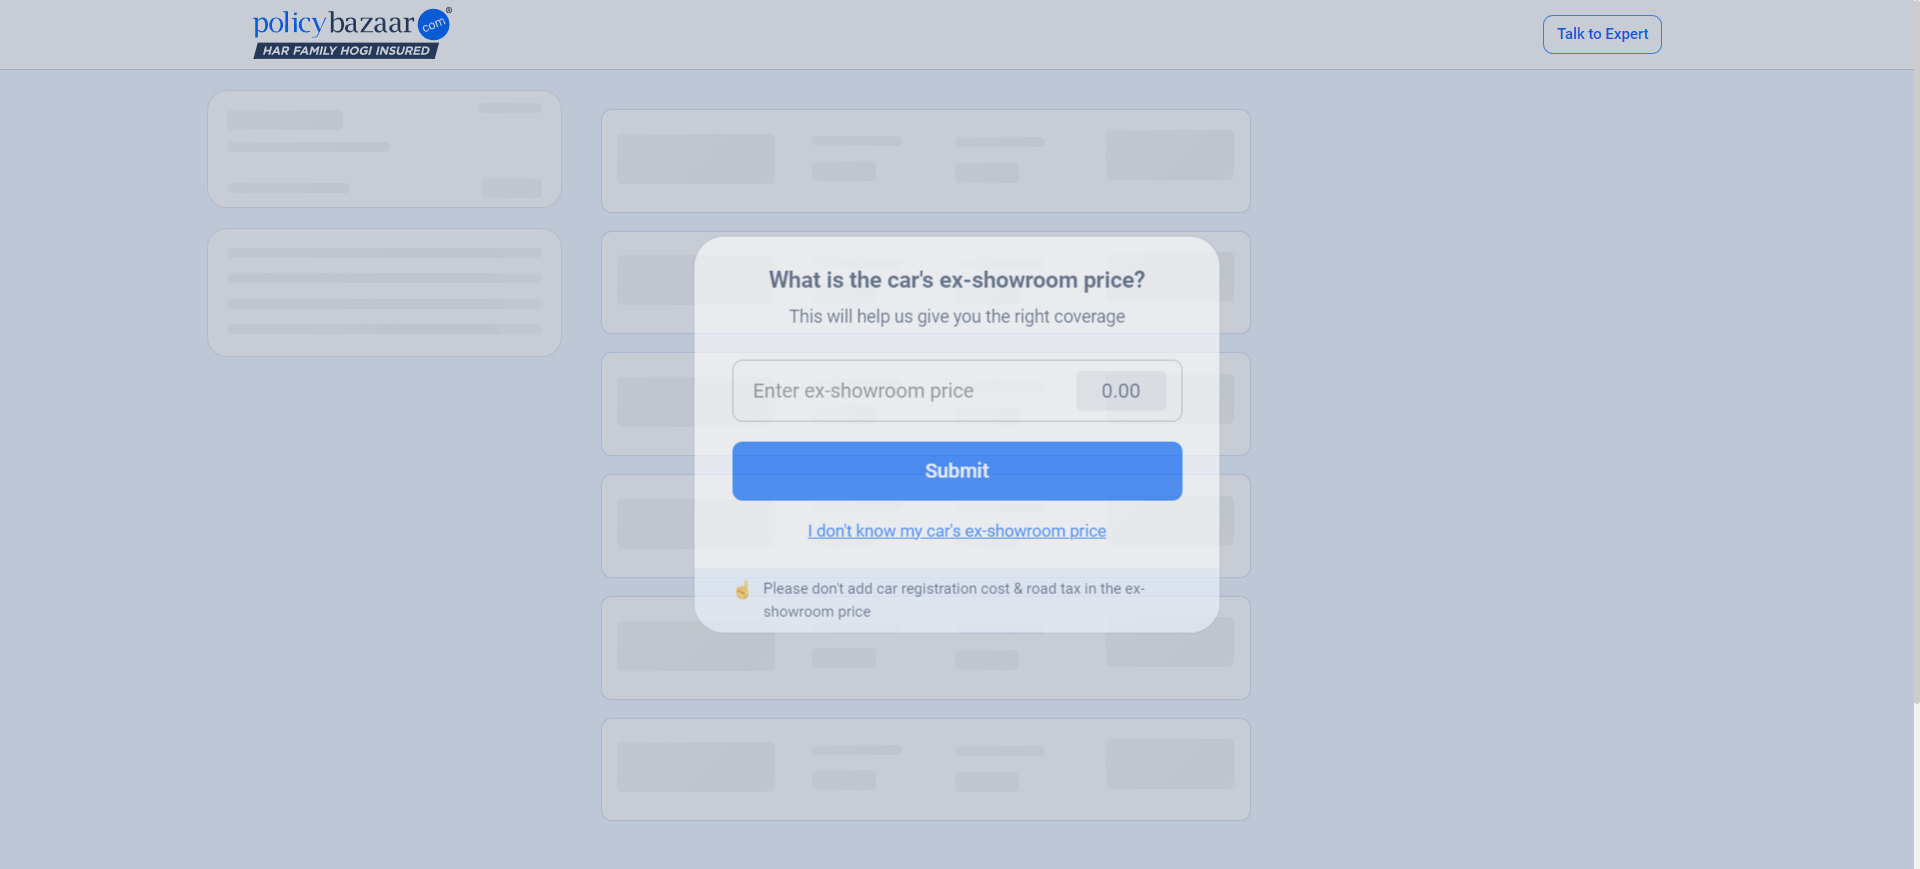 policybazaar com®
HAR FAMILY HOGI INSURED
Talk to Expert
What is the car's ex-showroom price?
This will help us give you the right coverage
Enter ex-showroom price
0.00
Submit
I don't know my car's ex-showroom price
☝ Please don't add car registration cost & road tax in the ex-
showroom price